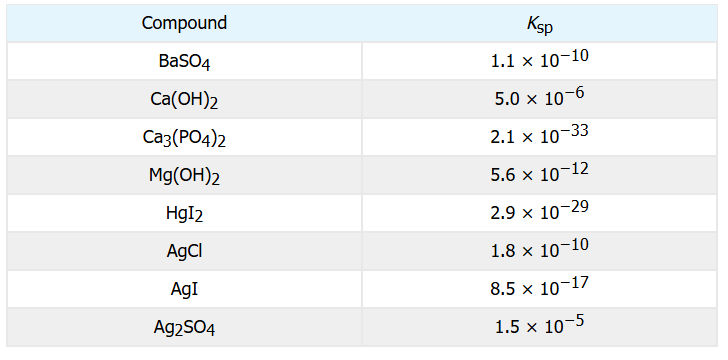 Compound Ksp
BaSO4 1.1 × 10−10
Ca(OH)2 5.0 × 10−6
Ca3(PO4)2 2.1 × 10−33
Mg(OH)2 5.6 × 10−12
HgI2 2.9 × 10−29
AgCl 1.8 × 10−10
AgI 8.5 × 10−17
Ag2SO4 1.5 × 10−5